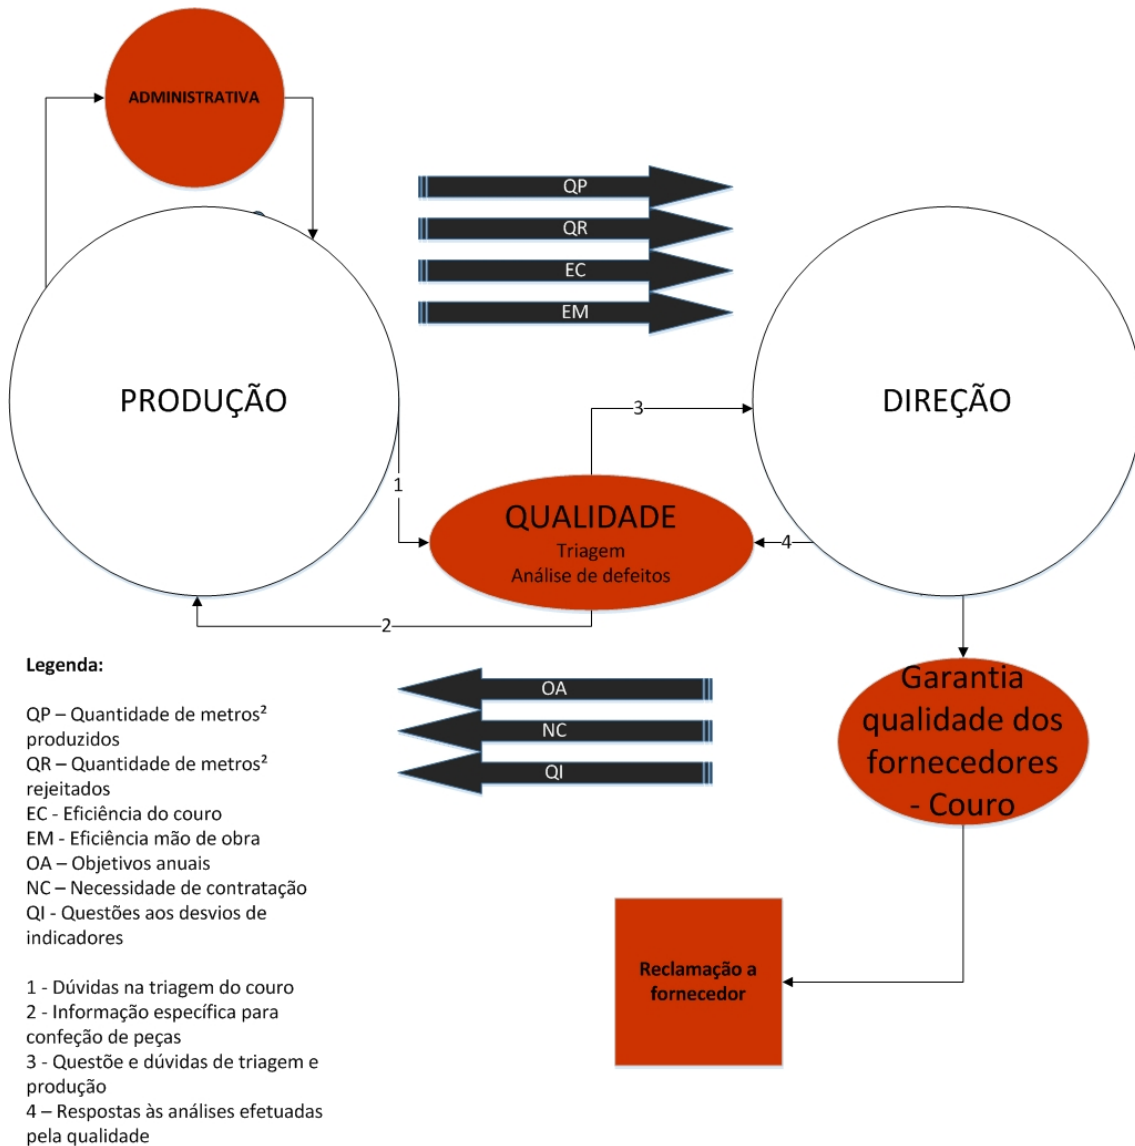 ADMINISTRATIVA
QP
QR
EC
EM
PRODUÇÃO
DIREÇÃO
3
1
QUALIDADE
Triagem
Análise de defeitos
4
2
Legenda:
QP – Quantidade de metros²
produzidos
QR – Quantidade de metros²
rejeitados
EC - Eficiência do couro
EM - Eficiência mão de obra
OA – Objetivos anuais
NC – Necessidade de contratação
QI - Questões aos desvios de
indicadores
1 - Dúvidas na triagem do couro
2 - Informação específica para
confeção de peças
3 - Questõe e dúvidas de triagem e
produção
4 – Respostas às análises efetuadas
pela qualidade
OA
NC
QI
Garantia
qualidade dos
fornecedores
- Couro
Reclamação a
fornecedor